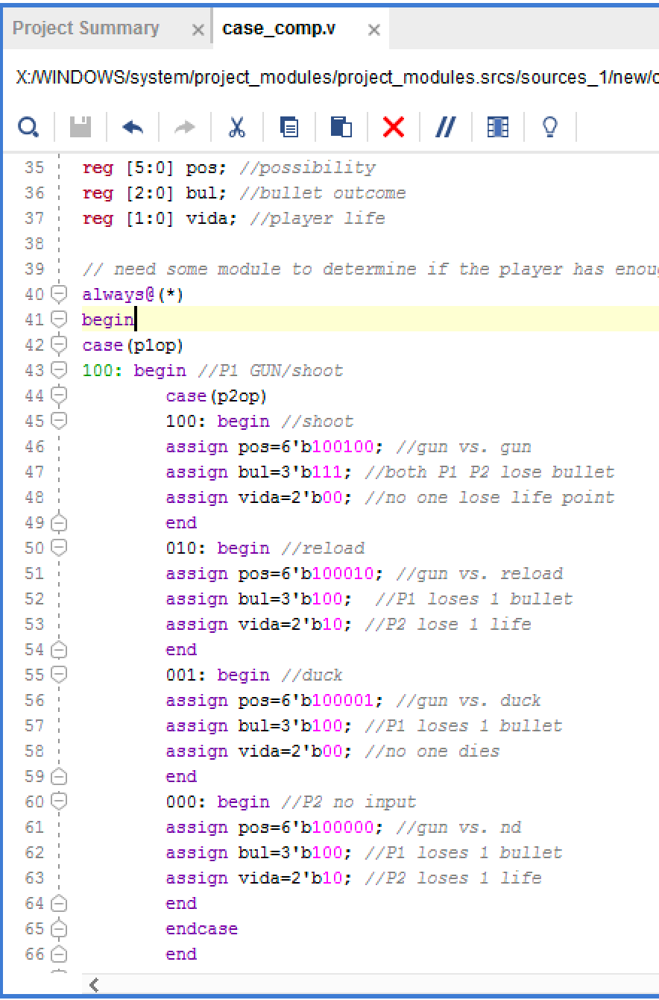 Project Summary × case_comp.v ×
X:/WINDOWS/system/project_modules/project_modules.srcs/sources_1/new/c
35 reg [5:0] pos; //possibility
36 reg [2:0] bul; //bullet outcome
37 reg [1:0] vida; //player life
38
39 // need some module to determine if the player has enou
40 always@(*)
41 begin
42 case(p1op)
43 100: begin //P1 GUN/shoot
44 case(p2op)
45 100: begin //shoot
46 assign pos=6'b100100; //gun vs. gun
47 assign bul=3'b111; //both P1 P2 lose bullet
48 assign vida=2'b00; //no one lose life point
49 end
50 010: begin //reload
51 assign pos=6'b100010; //gun vs. reload
52 assign bul=3'b100;  //P1 loses 1 bullet
53 assign vida=2'b10; //P2 lose 1 life
54 end
55 001: begin //duck
56 assign pos=6'b100001; //gun vs. duck
57 assign bul=3'b100; //P1 loses 1 bullet
58 assign vida=2'b00; //no one dies
59 end
60 000: begin //P2 no input
61 assign pos=6'b100000; //gun vs. nd
62 assign bul=3'b100; //P1 loses 1 bullet
63 assign vida=2'b10; //P2 loses 1 life
64 end
65 endcase
66 end